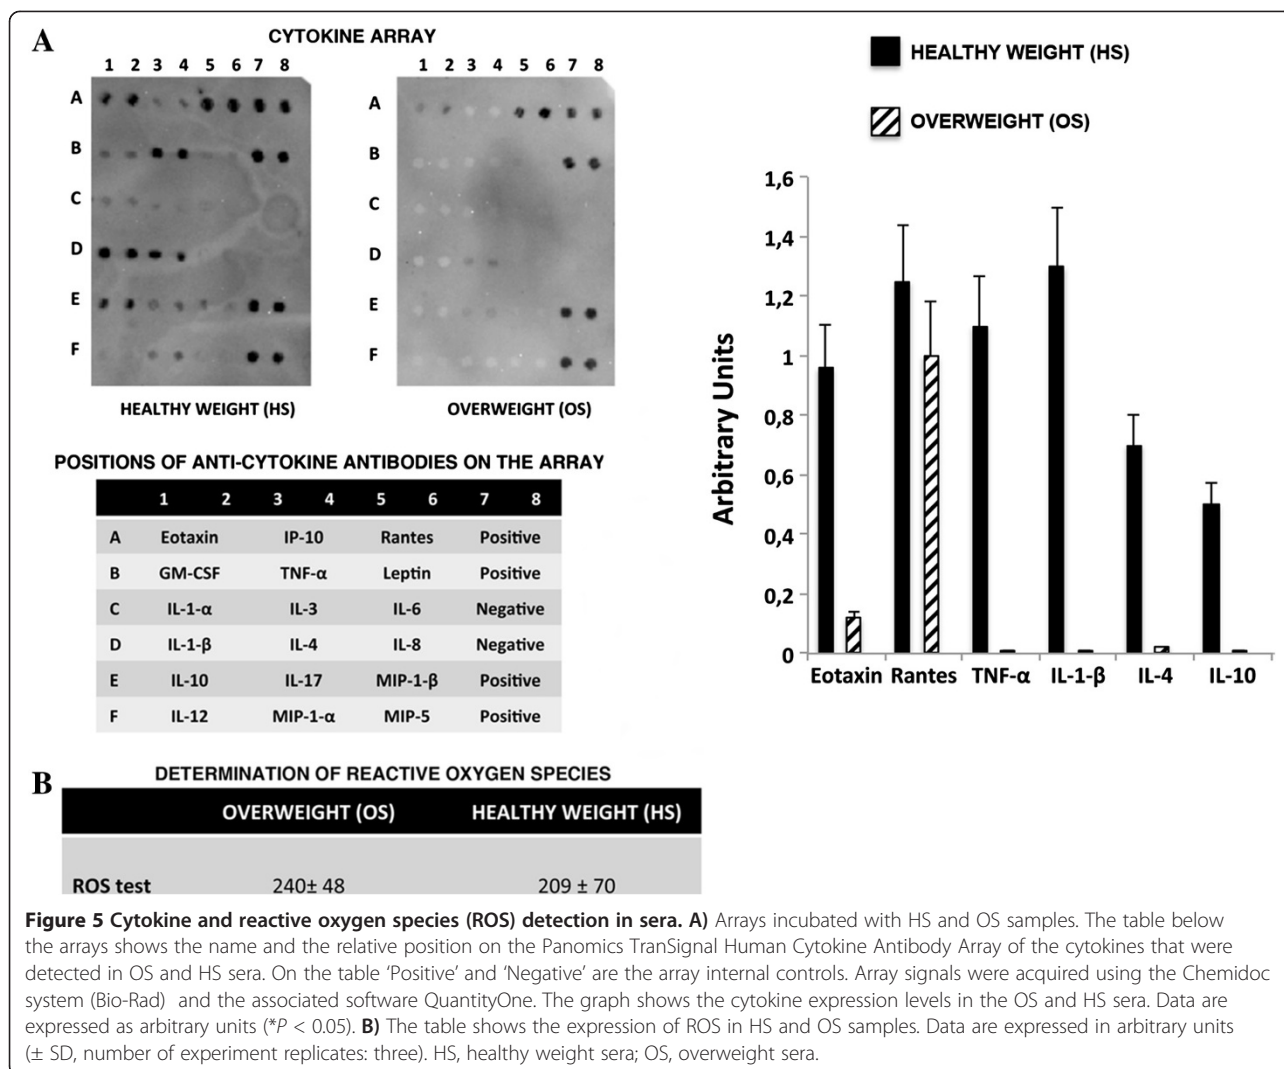 A
CYTOKINE ARRAY
1 2 3 4 5 6 7 8
A
B
C
D
E
F
HEALTHY WEIGHT (HS)
1 2 3 4 5 6 7 8
A
B
C
D
E
F
OVERWEIGHT (OS)
POSITIONS OF ANTI-CYTOKINE ANTIBODIES ON THE ARRAY
1 2 3 4 5 6 7 8
A Eotaxin IP-10 Rantes Positive
B GM-CSF TNF-α Leptin Positive
C IL-1-α IL-3 IL-6 Negative
D IL-1-β IL-4 IL-8 Negative
E IL-10 IL-17 MIP-1-β Positive
F IL-12 MIP-1-α MIP-5 Positive
HEALTHY WEIGHT (HS)
OVERWEIGHT (OS)
Arbitrary Units
1,6
1,4
1,2
1
0,8
0,6
0,4
0,2
0
Eotaxin Rantes TNF-α IL-1-β IL-4 IL-10
B
DETERMINATION OF REACTIVE OXYGEN SPECIES
OVERWEIGHT (OS) HEALTHY WEIGHT (HS)
ROS test 240± 48 209 ± 70
Figure 5 Cytokine and reactive oxygen species (ROS) detection in sera. A) Arrays incubated with HS and OS samples. The table below
the arrays shows the name and the relative position on the Panomics TranSignal Human Cytokine Antibody Array of the cytokines that were
detected in OS and HS sera. On the table ‘Positive’ and ‘Negative’ are the array internal controls. Array signals were acquired using the Chemidoc
system (Bio-Rad) and the associated software QuantityOne. The graph shows the cytokine expression levels in the OS and HS sera. Data are
expressed as arbitrary units (*P < 0.05). B) The table shows the expression of ROS in HS and OS samples. Data are expressed in arbitrary units
(± SD, number of experiment replicates: three). HS, healthy weight sera; OS, overweight sera.